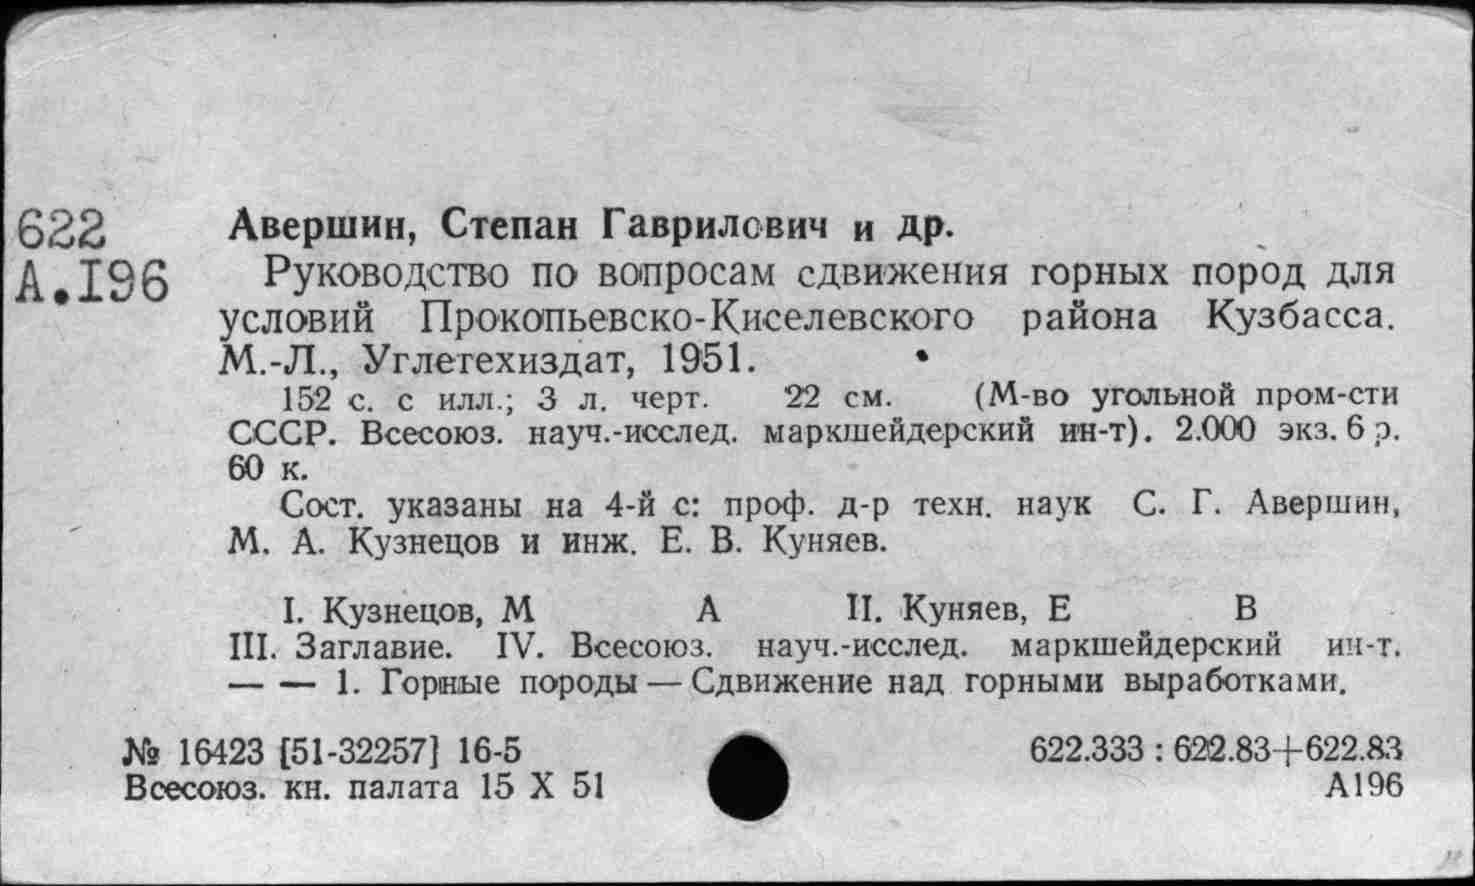 622
А.I96
Авершин, Степан Гаврилович и др.
Руководство по вопросам сдвижения горных пород для
условий Прокопьевско-Киселевского района Кузбасса.
М.-Л., Углетехиздат, 1951.
152 с. с илл.; 3 л. черт. 22 см. (М-во угольной пром-сти
СССР. Всесоюз. науч.-исслед. маркшейдерский ин-т). 2.000 экз. 6 р.
60 к.
Сост. указаны на 4-й с: проф. д-р техн. наук С. Г. Авершин,
М. А. Кузнецов и инж. Е. В. Куняев.
I. Кузнецов, М А II. Куняев, Е В
III. Заглавие. IV. Всесоюз. науч.-исслед. маркшейдерский ин-т.
— — 1. Горные породы — Сдвижение над горными выработками.
№ 16423 [51-32257] 16-5 622.333 : 622.83+622.83
Всесоюз. кн. палата 15 X 51 А196